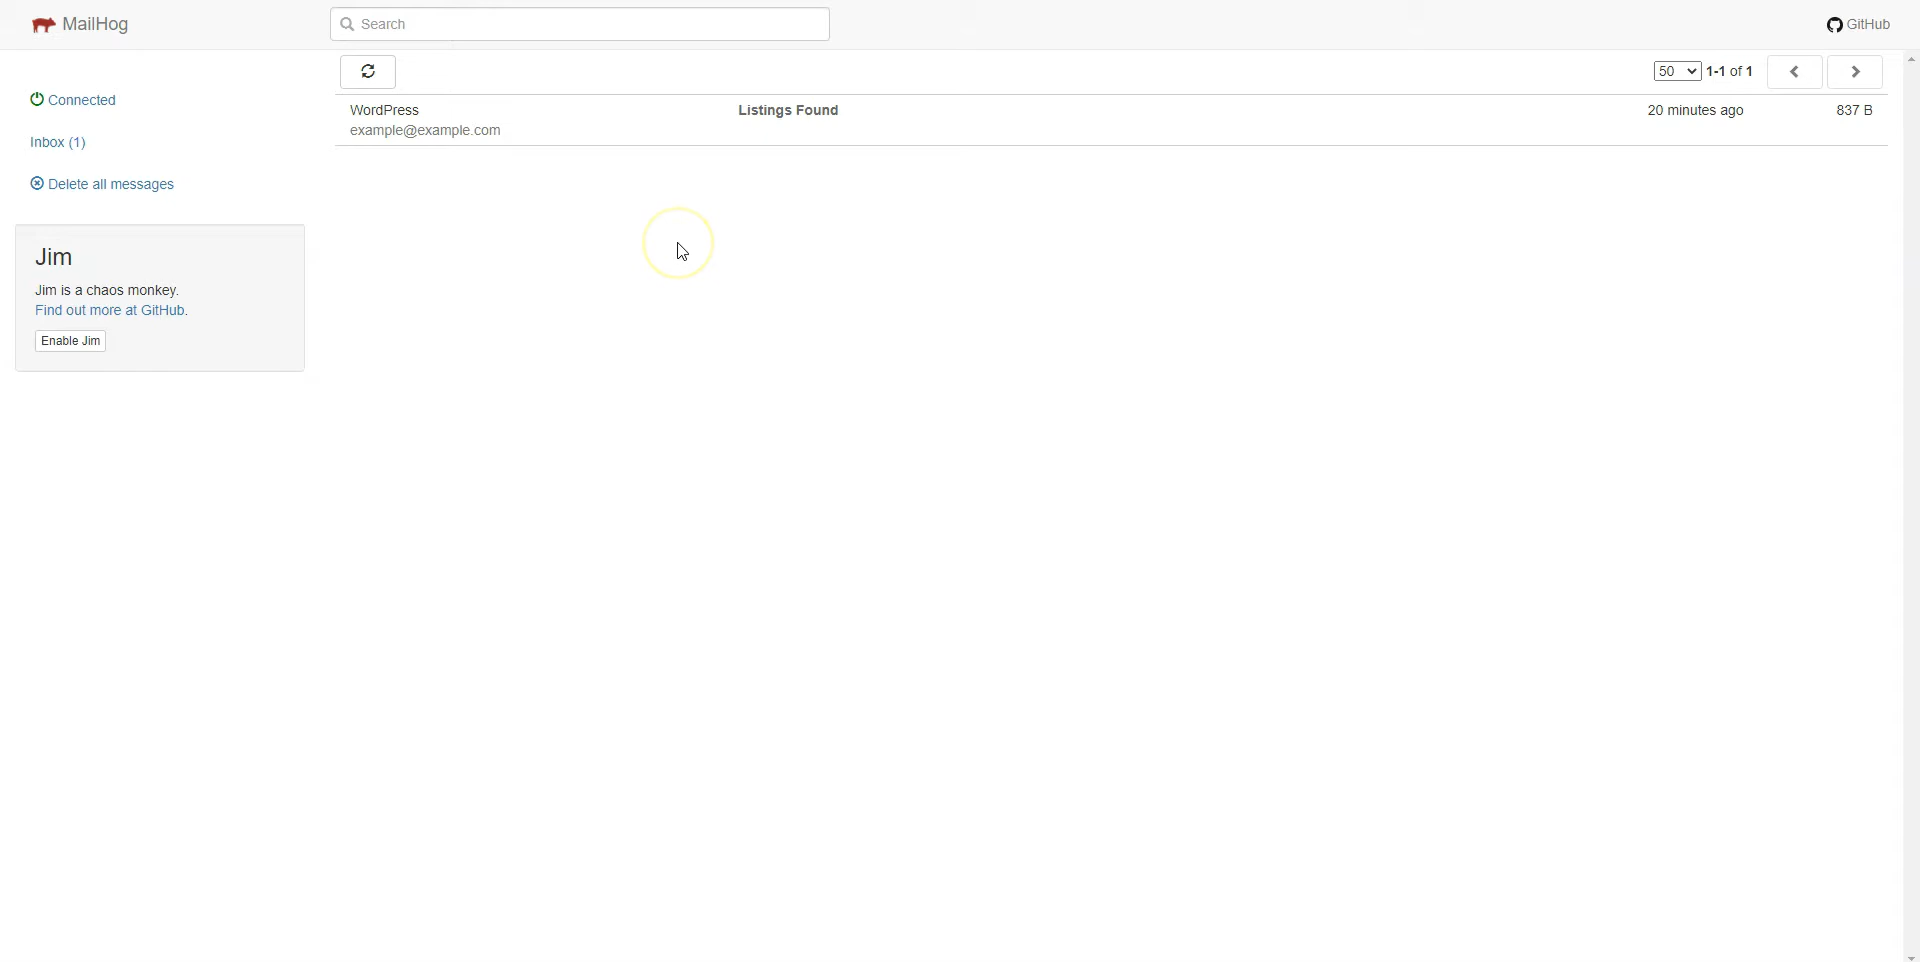 MailHog
Search
GitHub
50 1-1 of 1
Connected
WordPress Listings Found 20 minutes ago 837 B
example@example.com
Inbox (1)
Delete all messages
Jim
Jim is a chaos monkey.
Find out more at GitHub.
Enable Jim